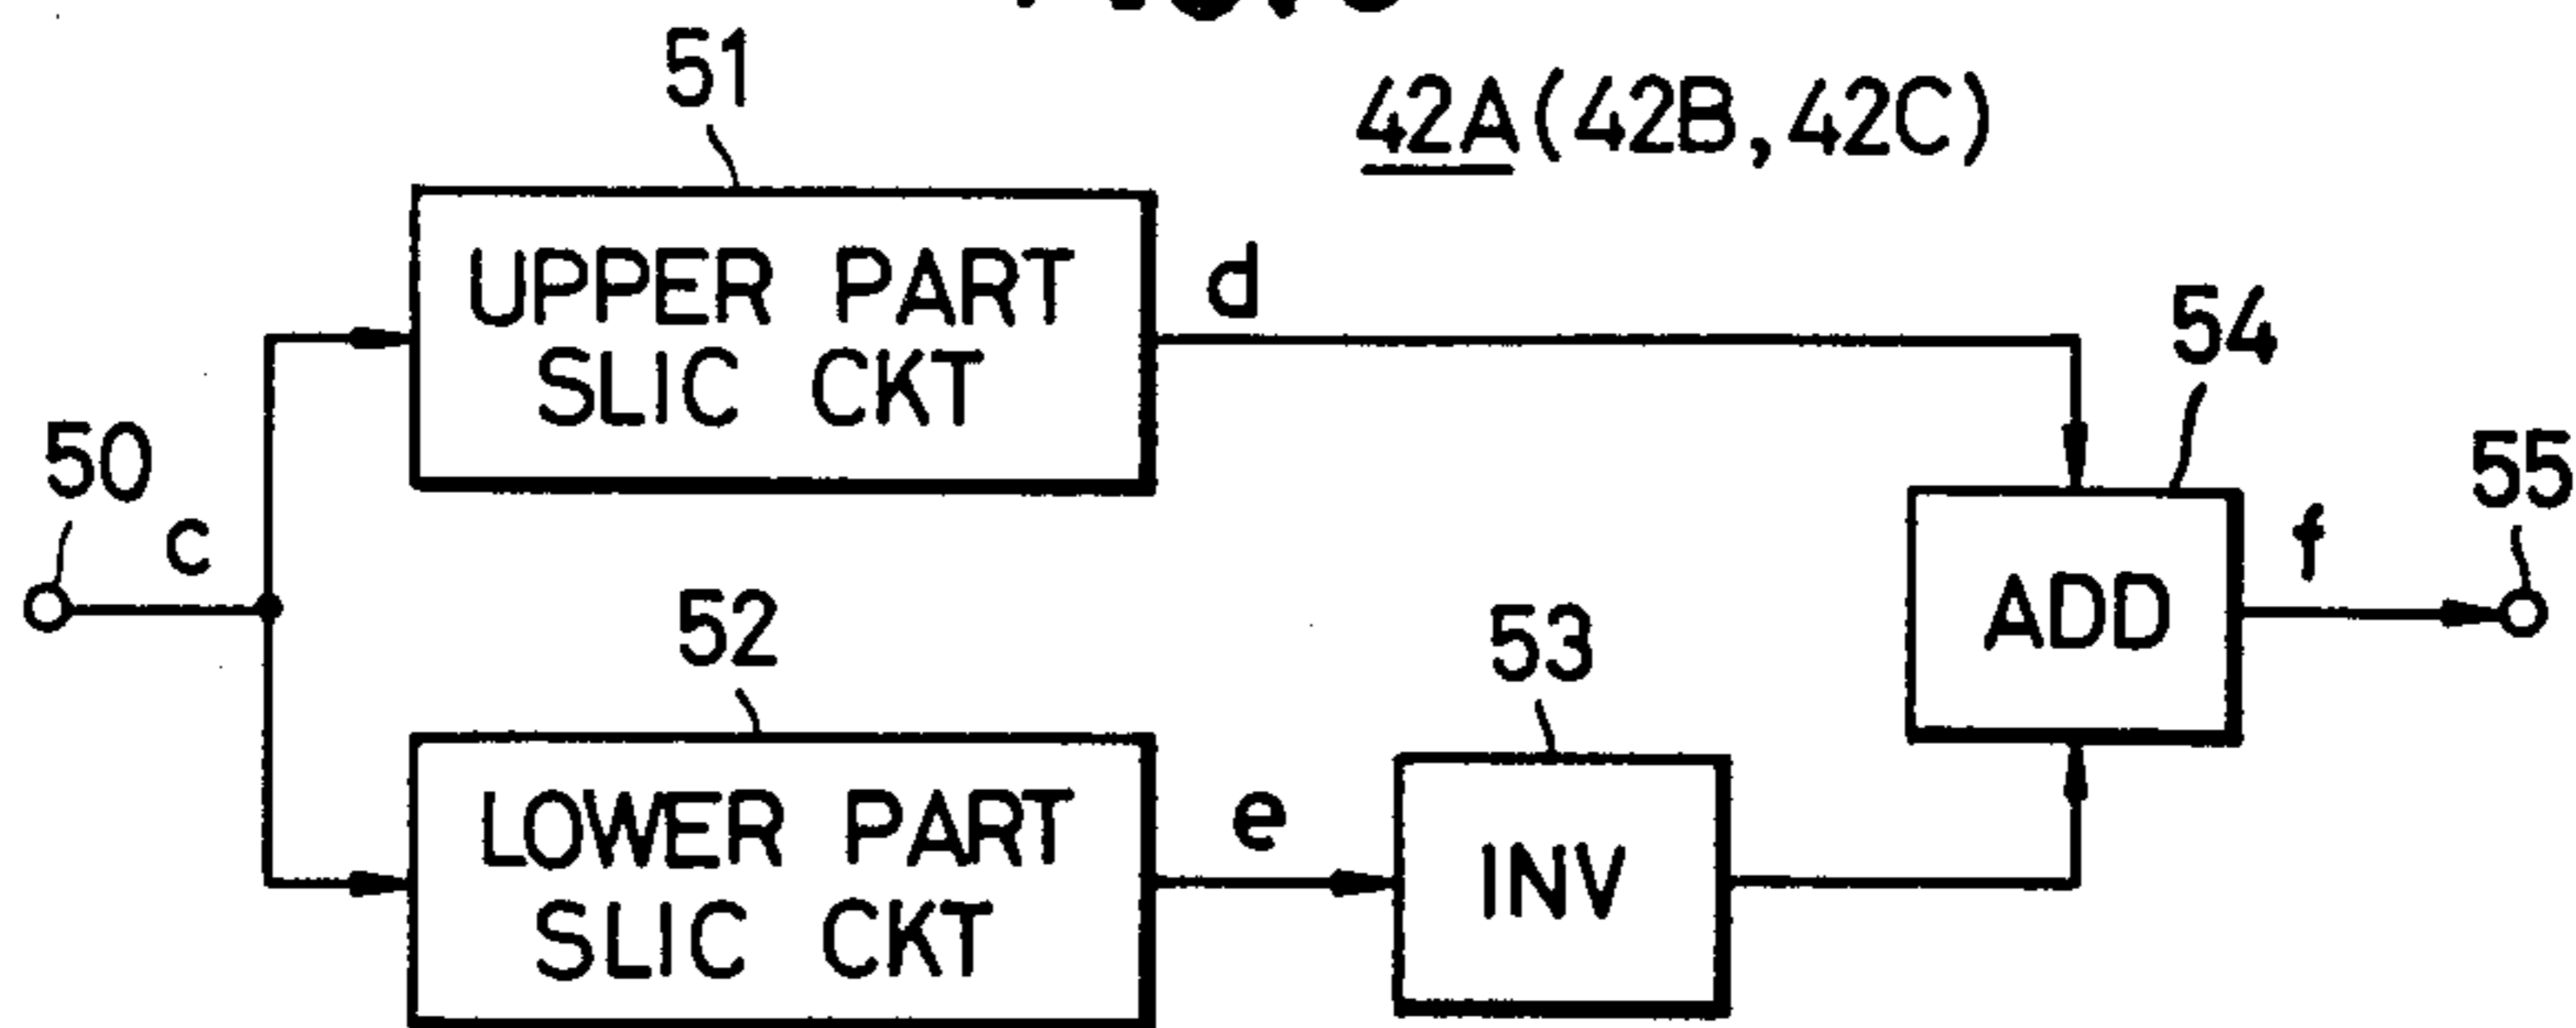 51
42A(42B,42C)
UPPER PART
SLIC CKT
d
54
50
c
55
f
ADD
52
53
LOWER PART
SLIC CKT
e
INV